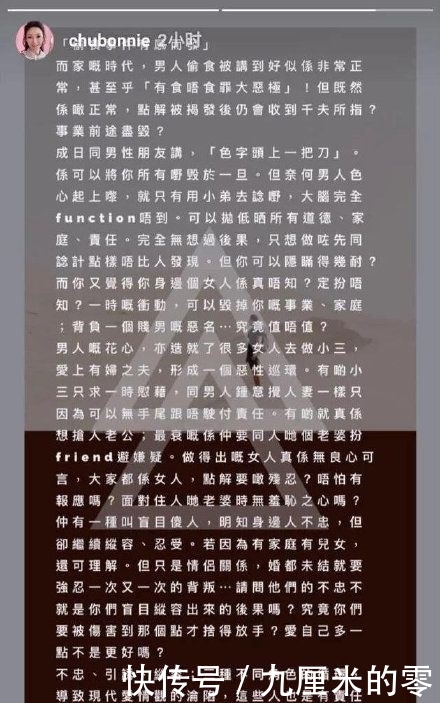 chubonnie 2小时
而家嘅時代，男人偷食被講到好似係非常正
常，甚至乎「有食唔食罪大惡極」！但既然
係噉正常，點解被揭發後仍會收到千夫所指？
事業前途盡毀？
成日同男性朋友講，「色字頭上一把刀」。
係可以將你所有嘢毀於一旦。但奈何男人色
心起上嚟，就只有用小弟去諗嘢，大腦完全
function唔到。可以拋低晒所有道德、家
庭、責任。完全無想過後果，只想做咗先同
諗計點樣唔比人發現。但你可以隱瞞得幾耐？
而你又覺得你身邊個女人係真唔知？定扮唔
知？一時嘅衝動，可以毀掉你嘅事業、家庭
；背負一個賤男嘅惡名⋯究竟值唔值？
男人嘅花心，亦造就了很多女人去做小三，
愛上有婦之夫，形成一個惡性巡環。有啲小
三只求一時慰藉，同男人鍾意攪人妻一樣只
因為可以無手尾跟唔駛付責任。有啲就真係
想搶人老公；最衰嘅係仲要同人哋個老婆扮
friend避嫌疑。做得出嘅女人真係無良心可
言，大家都係女人，點解要噉殘忍？唔怕有
報應嗎？面對住人哋老婆時無羞恥之心嗎？
仲有一種叫盲目傻人，明知身邊人不忠，但
卻繼續縱容、忍受。若因為有家庭有兒女，
還可理解。但只是情侶關係，婚都未結就要
強忍一次又一次的背叛⋯請問他們的不忠不
就是你們盲目縱容出來的後果嗎？究竟你們
要被傷害到那個點才捨得放手？愛自己多一
點不是更好嗎？
不忠、引
導致現代愛情觀的淪陷，這些人也是有責任
快传号/九厘米的零